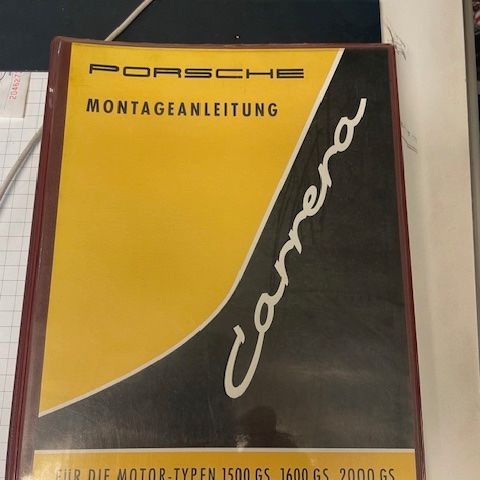 PORSCHE
MONTAGEANLEITUNG
Carrera
FÜR DIE MOTOR-TYPEN 1500 GS, 1600 GS, 2000 GS